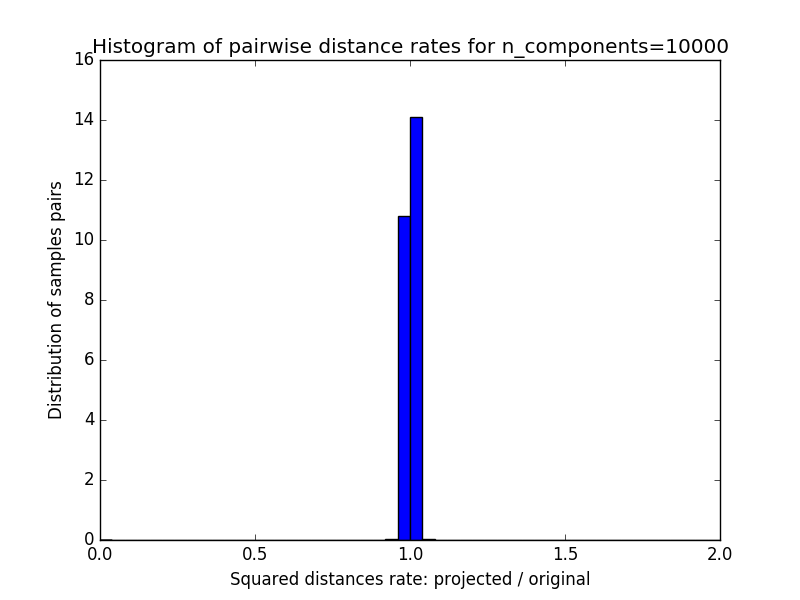 Histogram of pairwise distance rates for n_components=10000
16
14
12
10
8
6
4
2
0
Distribution of samples pairs
0.0 0.5 1.0 1.5 2.0
Squared distances rate: projected / original